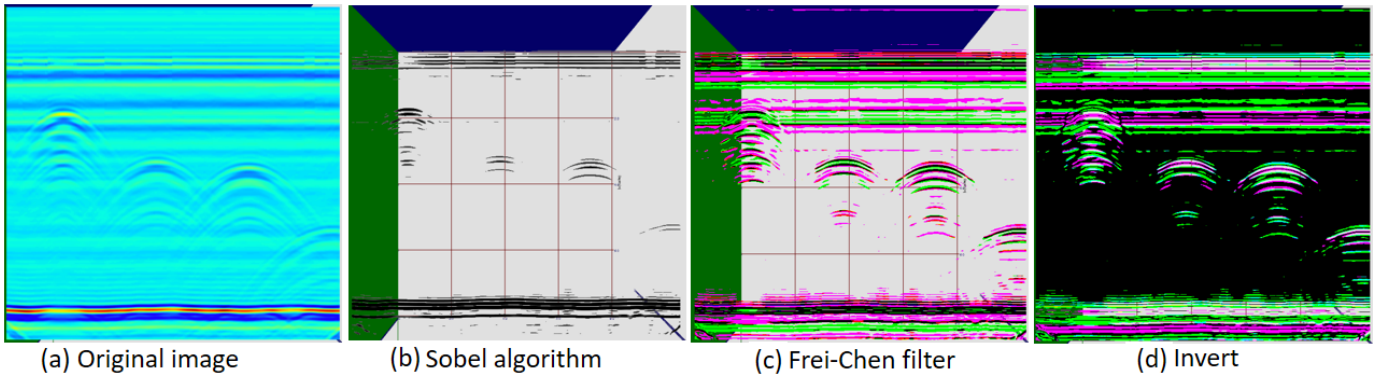 (a) Original image
(b) Sobel algorithm
(c) Frei-Chen filter
(d) Invert